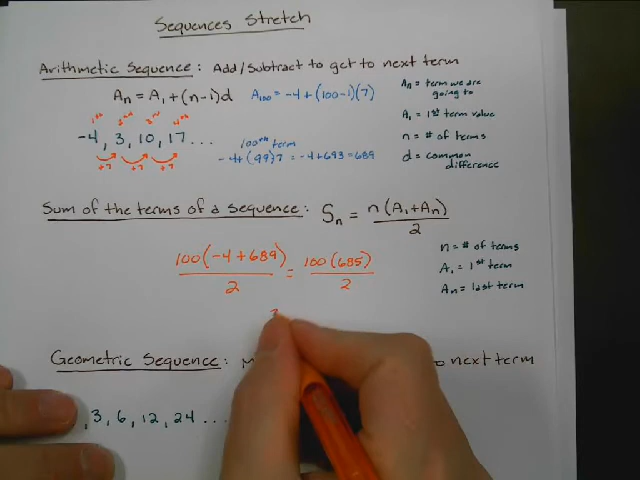 Sequences Stretch
Arithmetic Sequence: Add/Subtract to get to next term
An = A1 + (n-1)d
A100 = -4 + (100-1)(7)
An = term we are going to
A1 = 1st term value
n = # of terms
d = common difference
1st 2nd 3rd 4th
-4, 3, 10, 17...
+7 +7 +7
100th term
-4+(99)7 = -4+693 = 689
Sum of the terms of a sequence: Sn = n(A1+An)/2
100(-4+689)/2 = 100(685)/2
n = # of terms
A1 = 1st term
An = last term
Geometric Sequence: next term
, 3, 6, 12, 24...